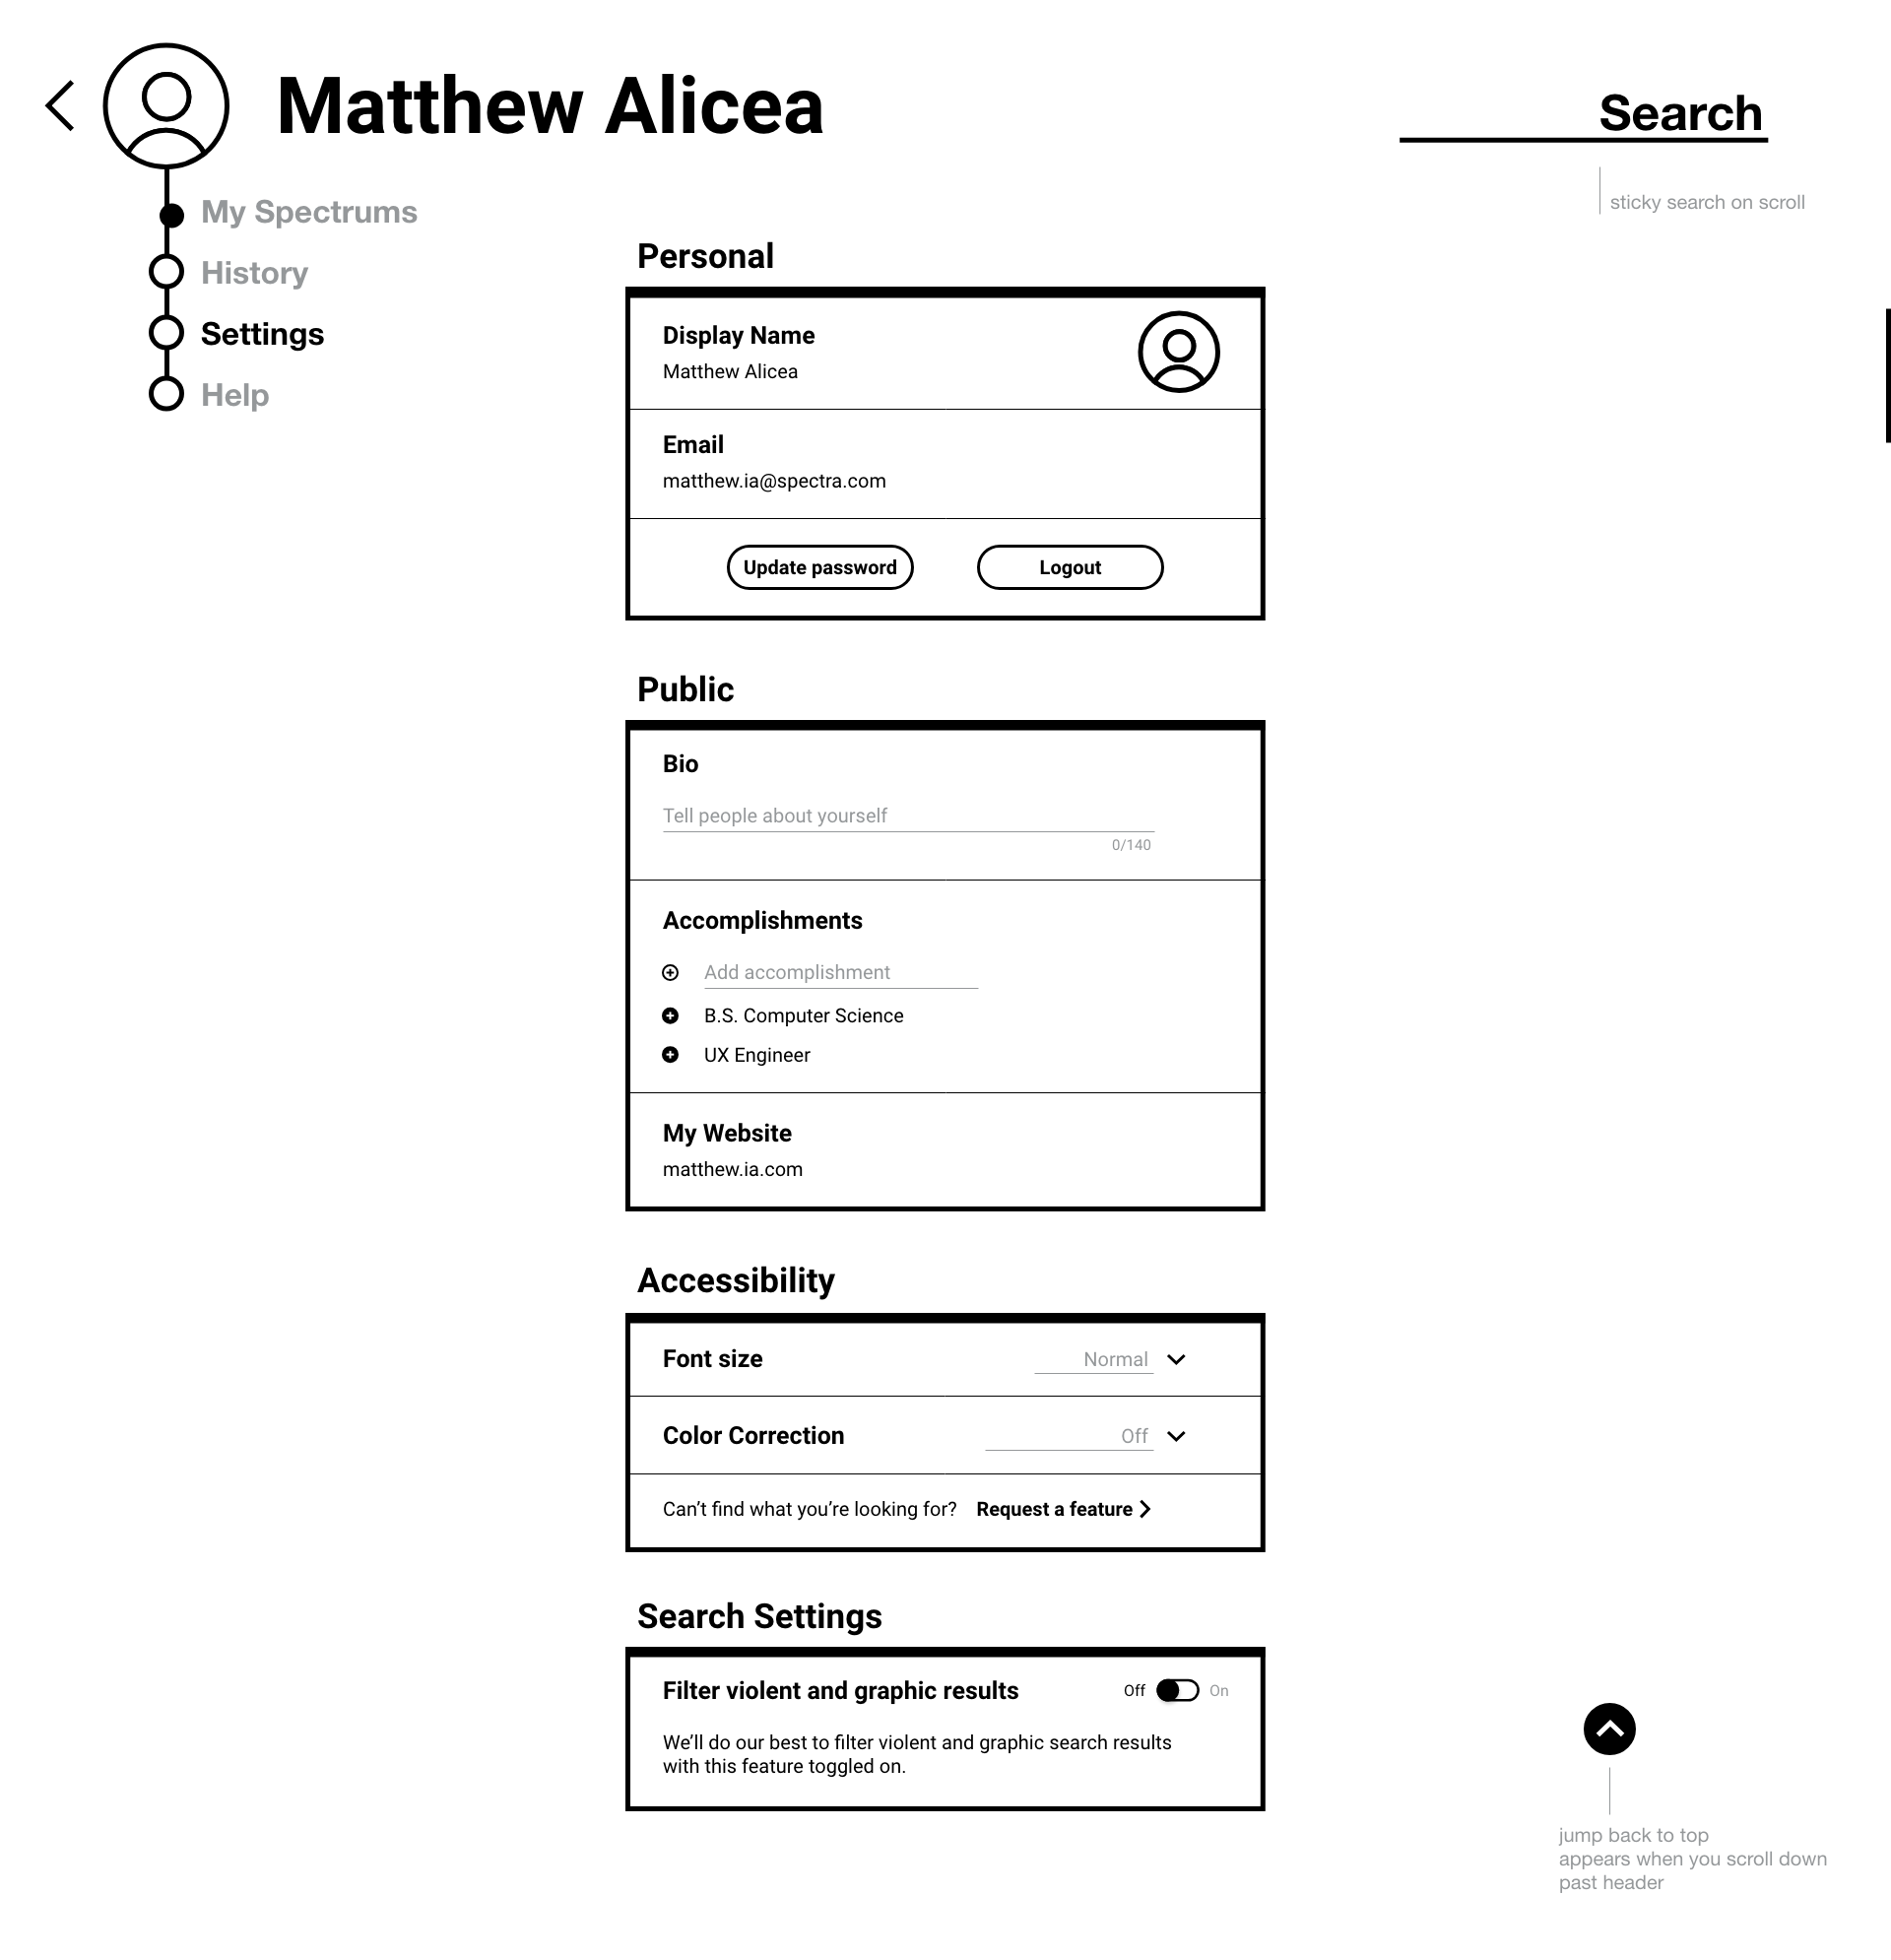 Matthew Alicea
Search
sticky search on scroll
My Spectrums
History
Settings
Help
Personal
Display Name
Matthew Alicea
Email
matthew.ia@spectra.com
Update password
Logout
Public
Bio
Tell people about yourself
0/140
Accomplishments
Add accomplishment
B.S. Computer Science
UX Engineer
My Website
matthew.ia.com
Accessibility
Font size
Normal
Color Correction
Off
Can’t find what you’re looking for? Request a feature
Search Settings
Filter violent and graphic results
Off
On
We’ll do our best to filter violent and graphic search results
with this feature toggled on.
jump back to top
appears when you scroll down
past header